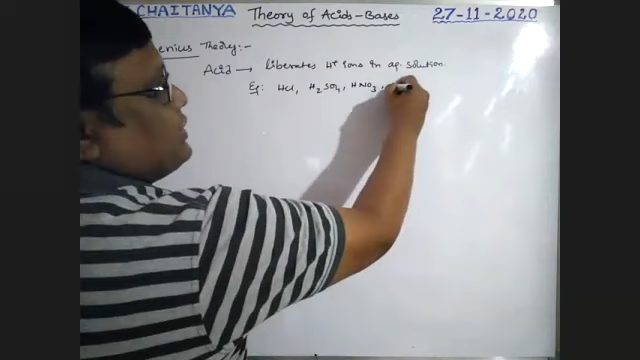 CHAITANYA Theory of Acids-Bases 27-11-2020
enius Theory:-
Acid → liberates H+ Ions in aq. solution.
Eg: HCl, H2SO4, HNO3,